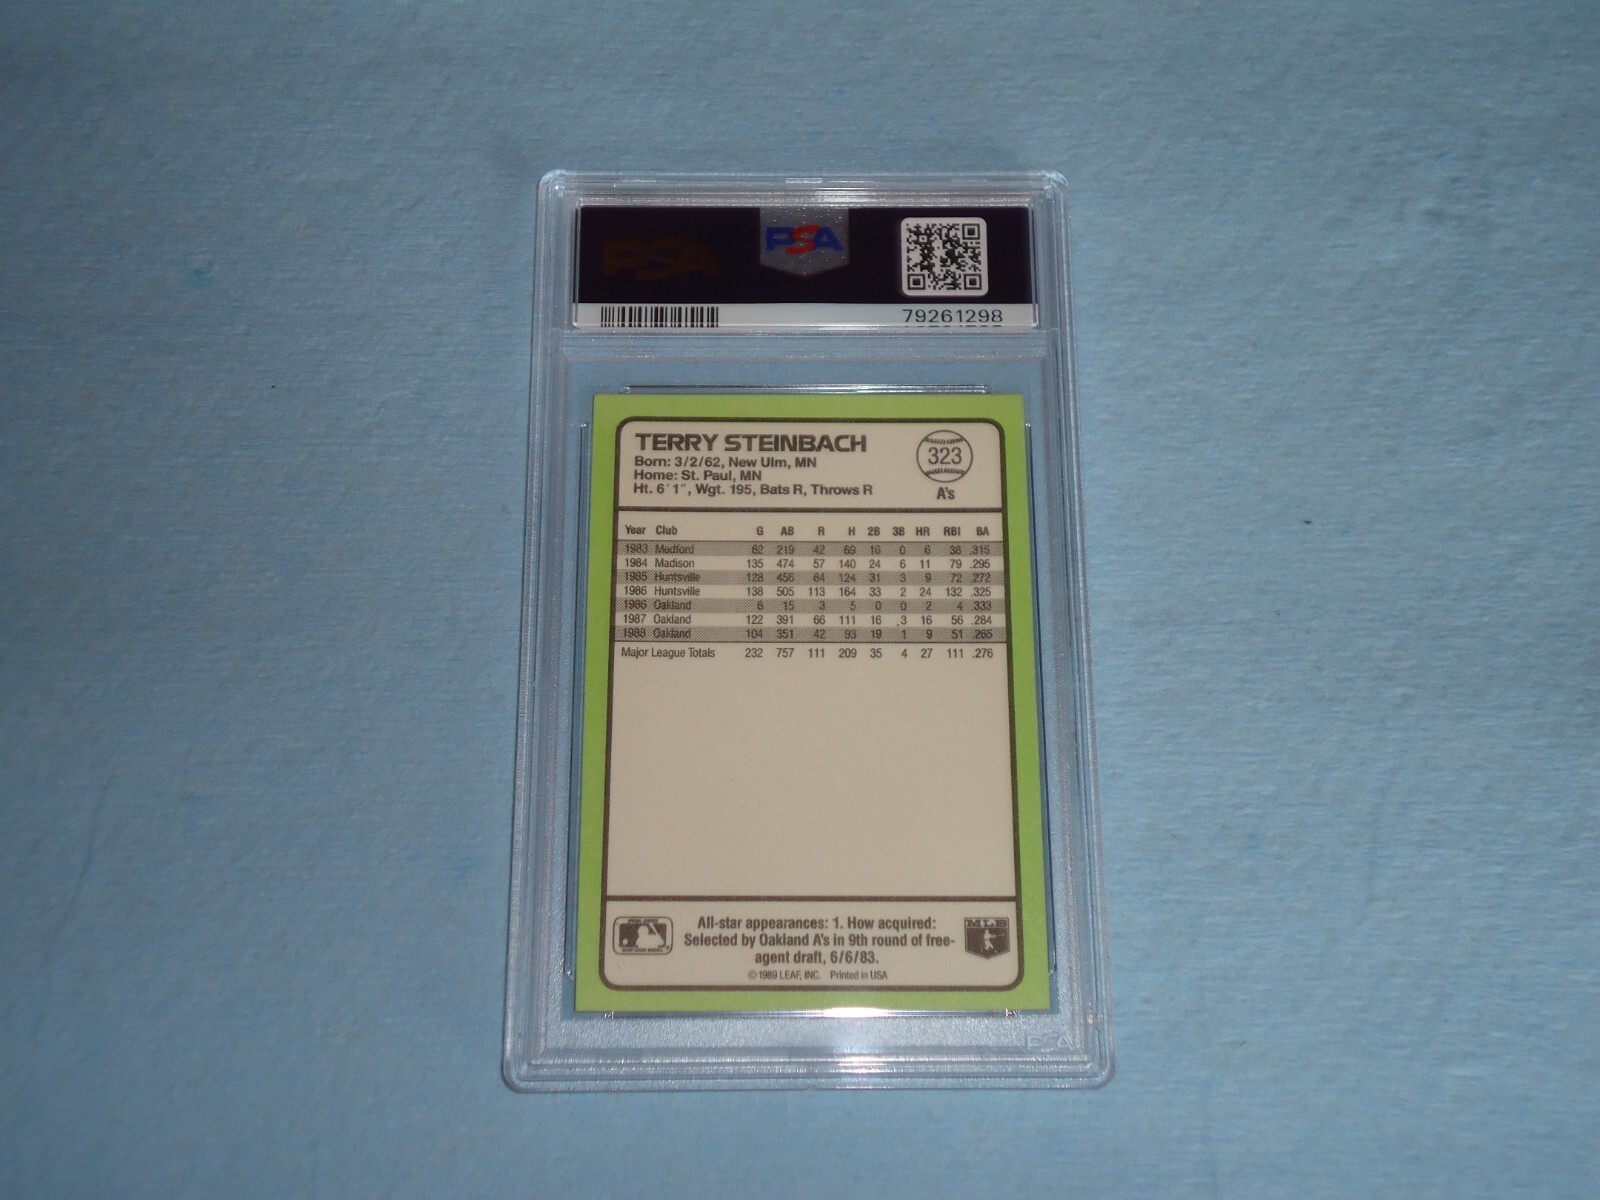 PSA
PSA
79261298
TERRY STEINBACH
Born: 3/2/62, New Ulm, MN
Home: St. Paul, MN
Ht. 6'1", Wgt. 195, Bats R, Throws R
323
A's
Year Club G AB R H 2B 3B HR RBI BA
1983 Medford 62 219 42 69 16 0 6 38 .315
1984 Madison 135 474 57 140 24 6 11 79 .295
1985 Huntsville 128 456 64 124 31 3 9 72 .272
1986 Huntsville 138 505 113 164 33 2 24 132 .325
1986 Oakland 6 15 3 5 0 0 2 4 .333
1987 Oakland 122 391 66 111 16 3 16 56 .284
1988 Oakland 104 351 42 93 19 1 9 51 .265
Major League Totals 232 757 111 209 35 4 27 111 .276
All-star appearances: 1. How acquired:
Selected by Oakland A's in 9th round of free-
agent draft, 6/6/83.
© 1989 LEAF, INC. Printed in USA
MLB
PSA